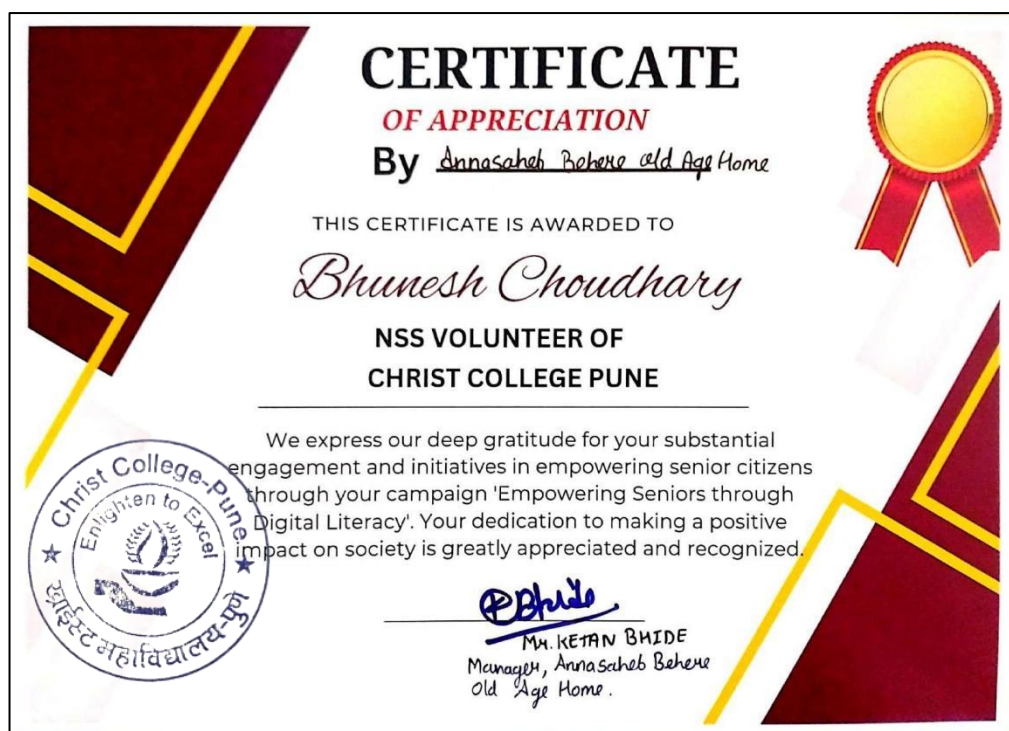 CERTIFICATE
OF APPRECIATION
By Annasaheb Behere Old Age Home
THIS CERTIFICATE IS AWARDED TO
Bhunesh Choudhary
NSS VOLUNTEER OF
CHRIST COLLEGE PUNE
We express our deep gratitude for your substantial
engagement and initiatives in empowering senior citizens
through your campaign 'Empowering Seniors through
Digital Literacy'. Your dedication to making a positive
impact on society is greatly appreciated and recognized.
Christ College-Pune.
Enlighten to Excel
ख्राईस्ट महाविद्यालय-पुणे
Bhide
Mr. KETAN BHIDE
Manager, Annasaheb Behere
Old Age Home.